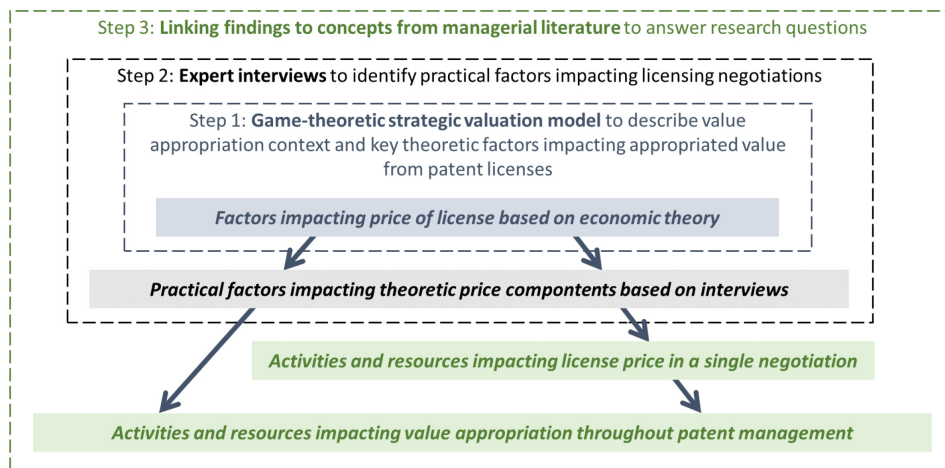 Step 3: Linking findings to concepts from managerial literature to answer research questions
Step 2: Expert interviews to identify practical factors impacting licensing negotiations
Step 1: Game-theoretic strategic valuation model to describe value
appropriation context and key theoretic factors impacting appropriated value
from patent licenses
Factors impacting price of license based on economic theory
Practical factors impacting theoretic price compontents based on interviews
Activities and resources impacting license price in a single negotiation
Activities and resources impacting value appropriation throughout patent management